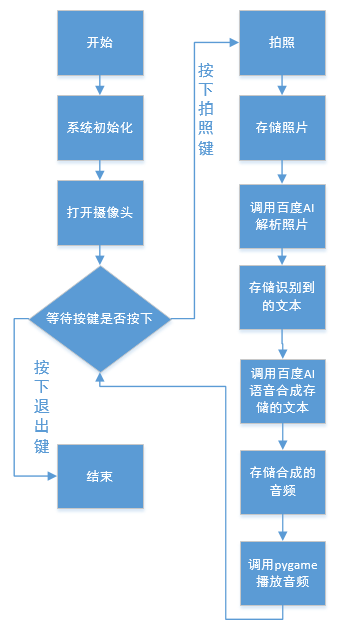 开始
系统初始化
打开摄像头
等待按键是否按下
按下退出键
结束
按下拍照键
拍照
存储照片
调用百度AI
解析照片
存储识别到
的文本
调用百度AI
语音合成存
储的文本
存储合成的
音频
调用pygame
播放音频